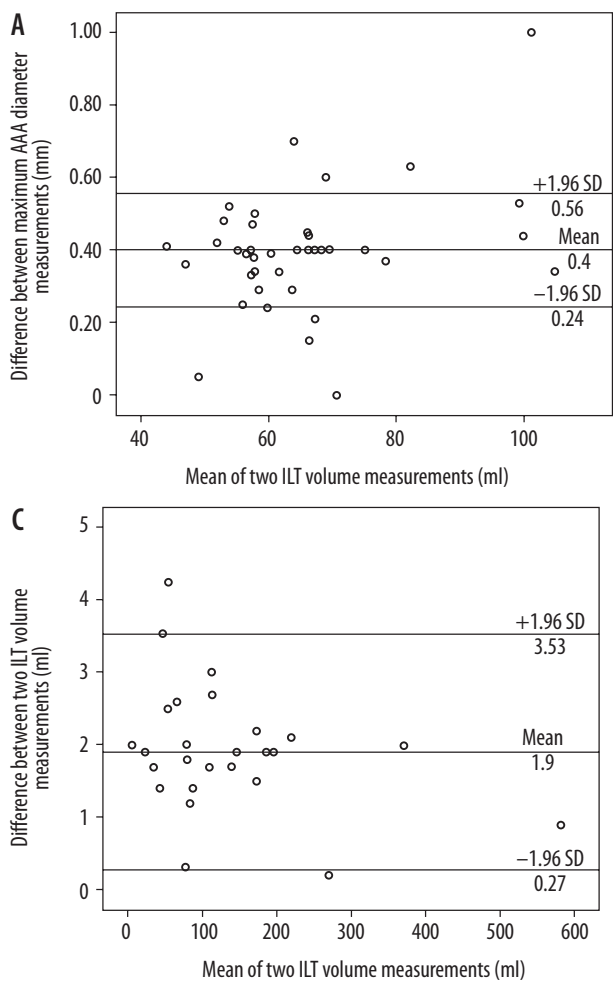 A
Difference between maximum AAA diameter
measurements (mm)
1.00
0.80
0.60
0.40
0.20
0
+1.96 SD
0.56
Mean
0.4
−1.96 SD
0.24
40
60
80
100
Mean of two ILT volume measurements (ml)
C
Difference between two ILT volume
measurements (ml)
5
4
3
2
1
0
+1.96 SD
3.53
Mean
1.9
−1.96 SD
0.27
0
100
200
300
400
500
600
Mean of two ILT volume measurements (ml)